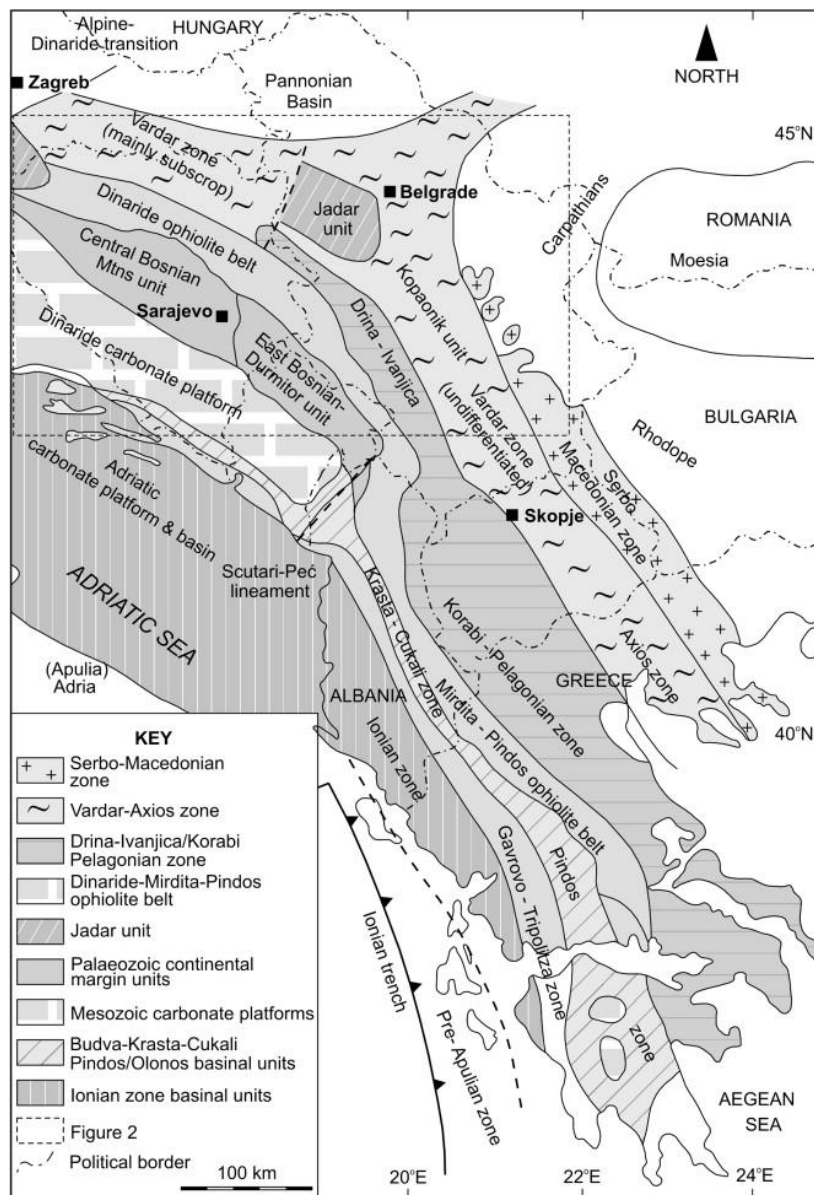 Alpine-
Dinaride transition
HUNGARY
Zagreb
Pannonian
Basin
NORTH
45°N
Vardar zone
(mainly subscrop)
Belgrade
Jadar
unit
Carpathians
ROMANIA
Moesia
Dinaride ophiolite belt
Central Bosnian
Mtns unit
Sarajevo
Kopaonik unit
Drina - Ivanjica
East Bosnian-
Durmitor unit
Dinaride carbonate platform
Vardar zone
(undifferentiated)
BULGARIA
Rhodope
Serbo
Macedonian zone
Adriatic
carbonate platform & basin
Skopje
ADRIATIC SEA
Scutari-Peć
lineament
Krasta - Cukali zone
Korabi - Pelagonian zone
(Apulia)
Adria
ALBANIA
GREECE
Axios zone
Mirdita - Pindos ophiolite belt
Ionian zone
40°N
Gavrovo - Tripolitza zone
Pindos
zone
Ionian trench
Pre- Apulian zone
AEGEAN
SEA
KEY
Serbo-Macedonian
zone
Vardar-Axios zone
Drina-Ivanjica/Korabi
Pelagonian zone
Dinaride-Mirdita-Pindos
ophiolite belt
Jadar unit
Palaeozoic continental
margin units
Mesozoic carbonate platforms
Budva-Krasta-Cukali
Pindos/Olonos basinal units
Ionian zone basinal units
Figure 2
Political border
100 km
20°E
22°E
24°E